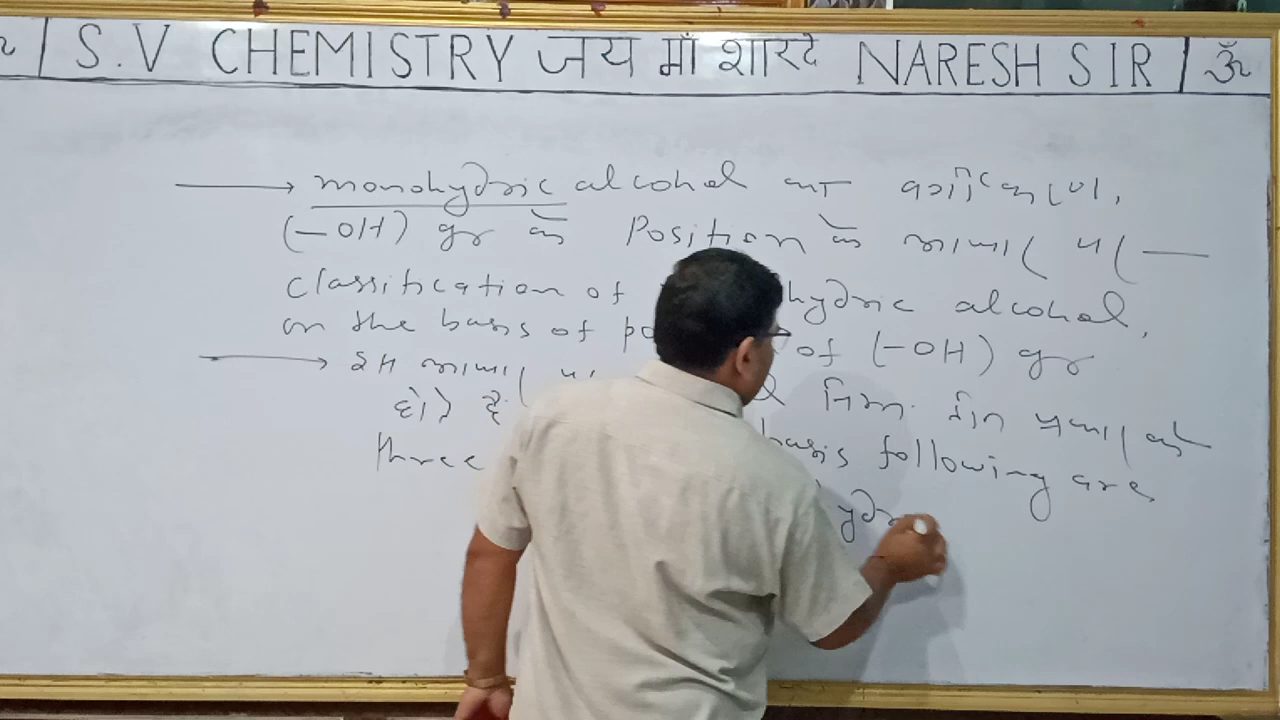 S.V CHEMISTRY जय माँ शारदे NARESH SIR ॐ
→ monohydric alcohol का वर्गीकरण,
(-OH) gr के Position के आधार पर —
classification of hydric alcohol,
on the basis of po of (-OH) gr
→ इस आधार पर निम्न तीन प्रकार के
होते हैं
three basis following are
ydr